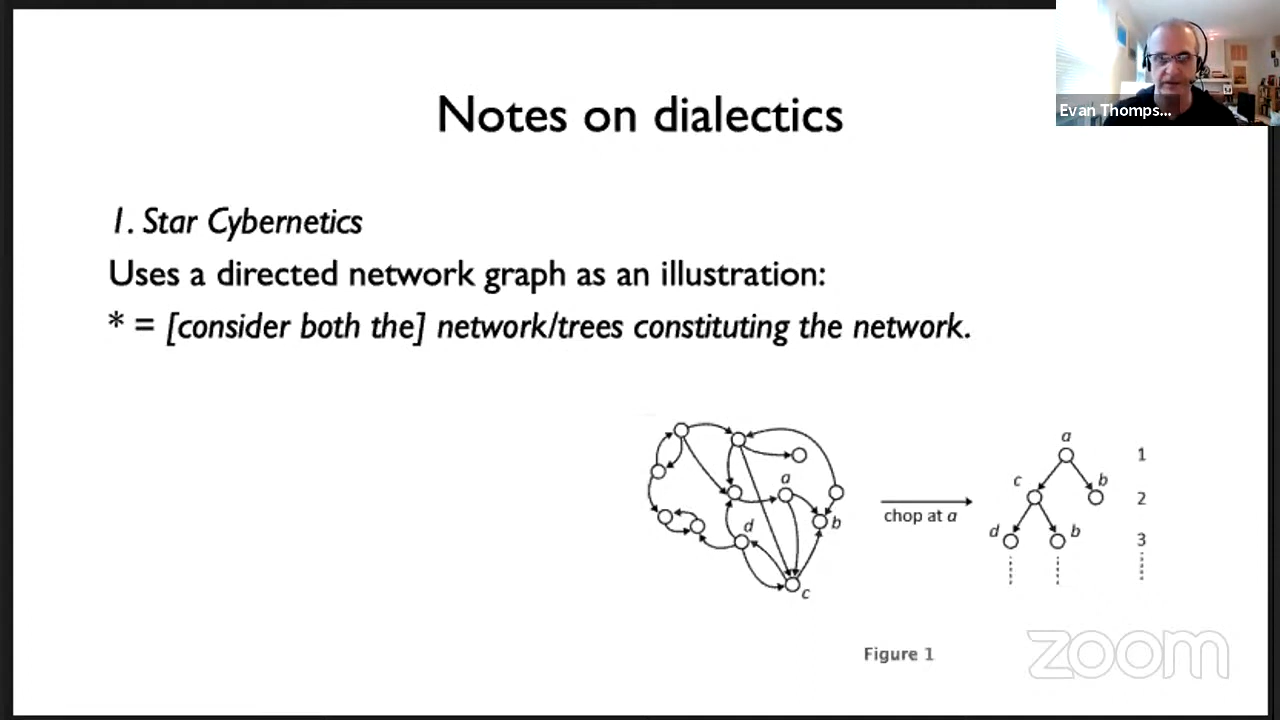 Notes on dialectics
Evan Thomps...
1. Star Cybernetics
Uses a directed network graph as an illustration:
* = [consider both the] network/trees constituting the network.
a
b
c
d
chop at a
a 1
c b 2
d b 3
Figure 1
zoom